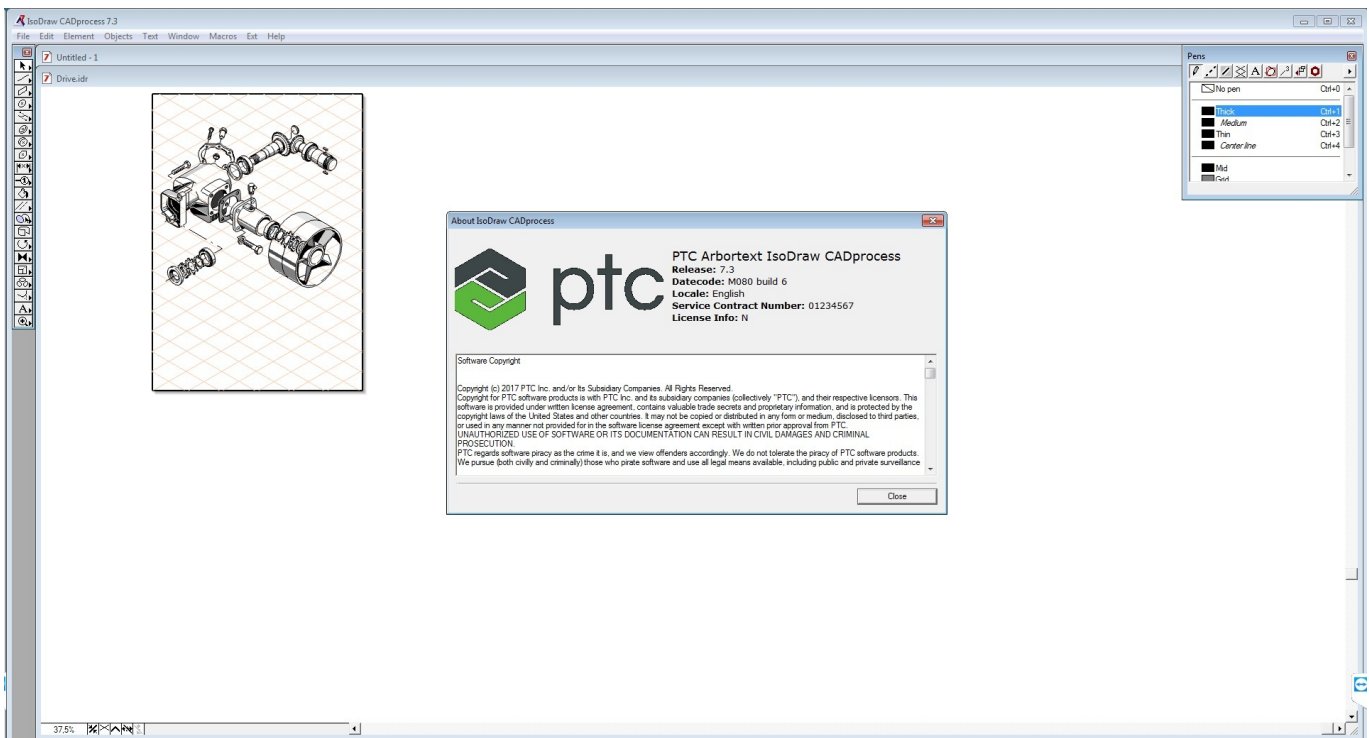 IsoDraw CADprocess 7.3
File Edit Element Objects Text Window Macros Ext Help
Untitled - 1
Drive.idr
Pens
No pen Ctrl+0
Thick Ctrl+1
Medium Ctrl+2
Thin Ctrl+3
Center line Ctrl+4
Mid
Grid
About IsoDraw CADprocess
ptc
PTC Arbortext IsoDraw CADprocess
Release: 7.3
Datecode: M080 build 6
Locale: English
Service Contract Number: 01234567
License Info: N
Software Copyright
Copyright (c) 2017 PTC Inc. and/or Its Subsidiary Companies. All Rights Reserved.
Copyright for PTC software products is with PTC Inc. and its subsidiary companies (collectively "PTC"), and their respective licensors. This
software is provided under written license agreement, contains valuable trade secrets and proprietary information, and is protected by the
copyright laws of the United States and other countries. It may not be copied or distributed in any form or medium, disclosed to third parties,
or used in any manner not provided for in the software license agreement except with written prior approval from PTC.
UNAUTHORIZED USE OF SOFTWARE OR ITS DOCUMENTATION CAN RESULT IN CIVIL DAMAGES AND CRIMINAL
PROSECUTION.
PTC regards software piracy as the crime it is, and we view offenders accordingly. We do not tolerate the piracy of PTC software products.
We pursue (both civilly and criminally) those who pirate software and use all legal means available, including public and private surveillance
Close
37,5%